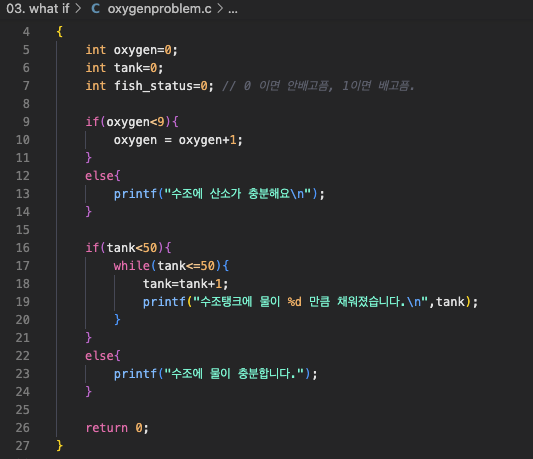 03. what if > C oxygenproblem.c > ...
4 {
5 int oxygen=0;
6 int tank=0;
7 int fish_status=0; // 0 이면 안배고픔, 1이면 배고픔.
8
9 if(oxygen<9){
10 oxygen = oxygen+1;
11 }
12 else{
13 printf("수조에 산소가 충분해요\n");
14 }
15
16 if(tank<50){
17 while(tank<=50){
18 tank=tank+1;
19 printf("수조탱크에 물이 %d 만큼 채워졌습니다.\n",tank);
20 }
21 }
22 else{
23 printf("수조에 물이 충분합니다.");
24 }
25
26 return 0;
27 }